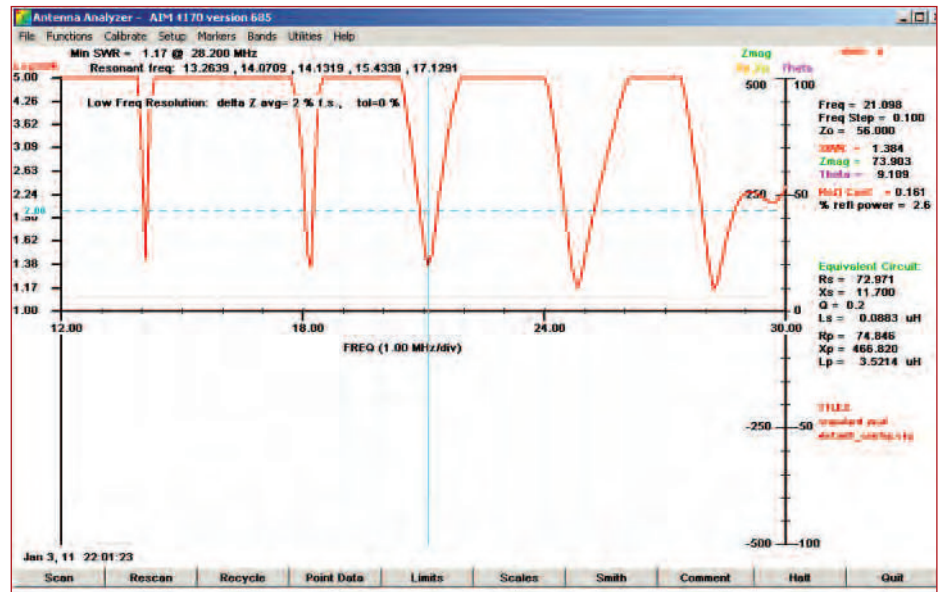 Antenna Analyzer - AIM 4170 version 685
File Functions Calibrate Setup Markers Bands Utilities Help
Min SWR = 1.17 @ 28.200 MHz
Resonant freq: 13.2639 , 14.0709 , 14.1319 , 15.4338 , 17.1291
Low Freq Resolution: delta Z avg= 2 % f.s., tol=0 %
5.00
4.26
3.62
3.09
2.63
2.24
2.00
1.62
1.38
1.17
1.00
12.00 18.00 24.00 30.00
FREQ (1.00 MHz/div)
Zmag
Theta
500 100
250 50
0
-250 -50
-500 -100
Freq = 21.098
Freq Step = 0.100
Zo = 56.000
SWR = 1.384
Zmag = 73.903
Theta = 9.109
Refl Coef = 0.161
% refl power = 2.6
Equivalent Circuit:
Rs = 72.971
Xs = 11.700
Q = 0.2
Ls = 0.0883 uH
Rp = 74.846
Xp = 466.820
Lp = 3.5214 uH
Jan 3, 11 22:01:23
Scan Rescan Recycle Point Data Limits Scales Smith Comment Halt Quit